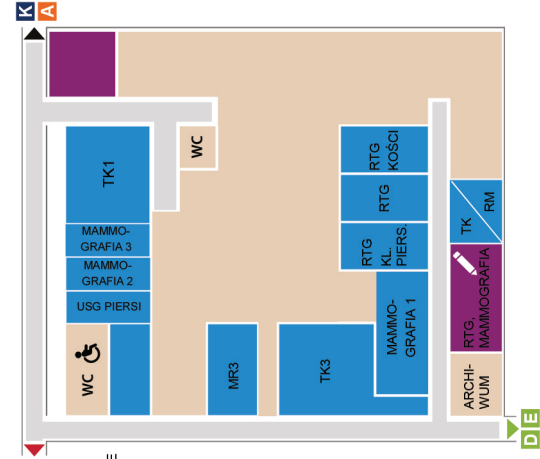 K A
TK1
WC
MAMMO-
GRAFIA 3
MAMMO-
GRAFIA 2
USG PIERSI
WC
MR3
TK3
RTG
KOŚCI
RTG
RTG
KL.
PIERS.
MAMMO-
GRAFIA 1
TK
RM
RTG,
MAMMOGRAFIA
ARCHI-
WUM
D E